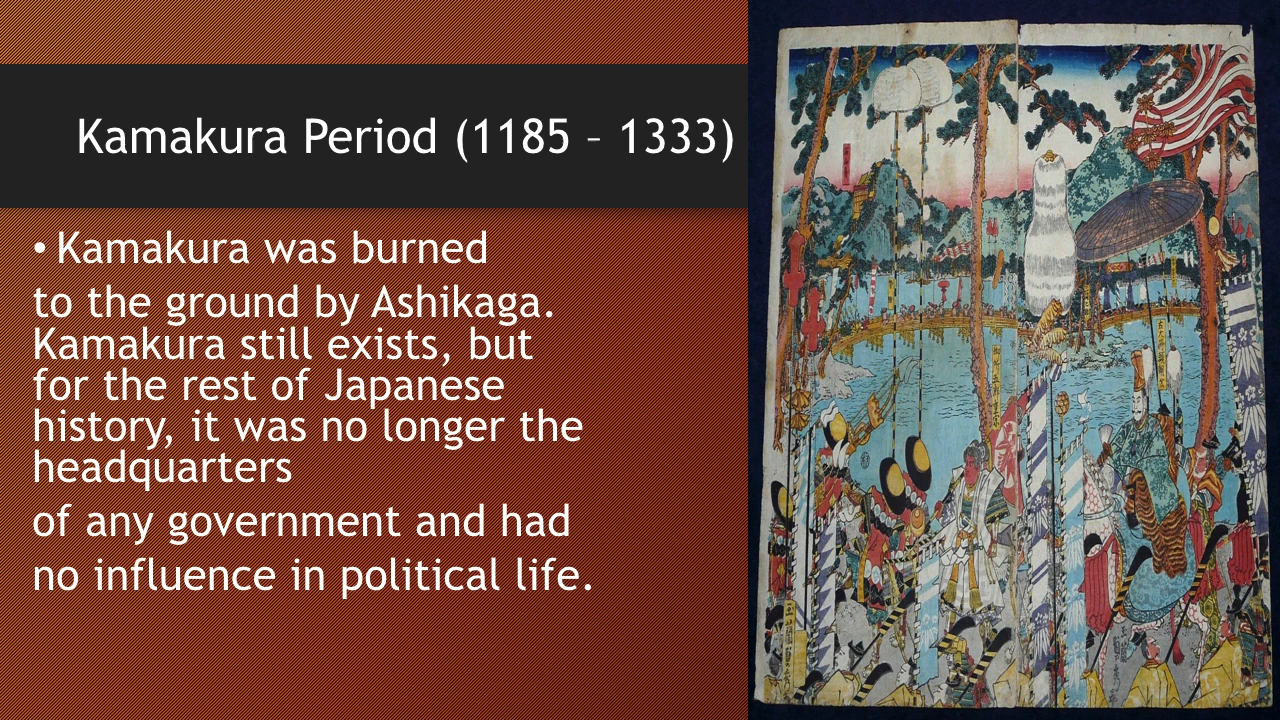 Kamakura Period (1185 – 1333)
• Kamakura was burned
to the ground by Ashikaga.
Kamakura still exists, but
for the rest of Japanese
history, it was no longer the
headquarters
of any government and had
no influence in political life.